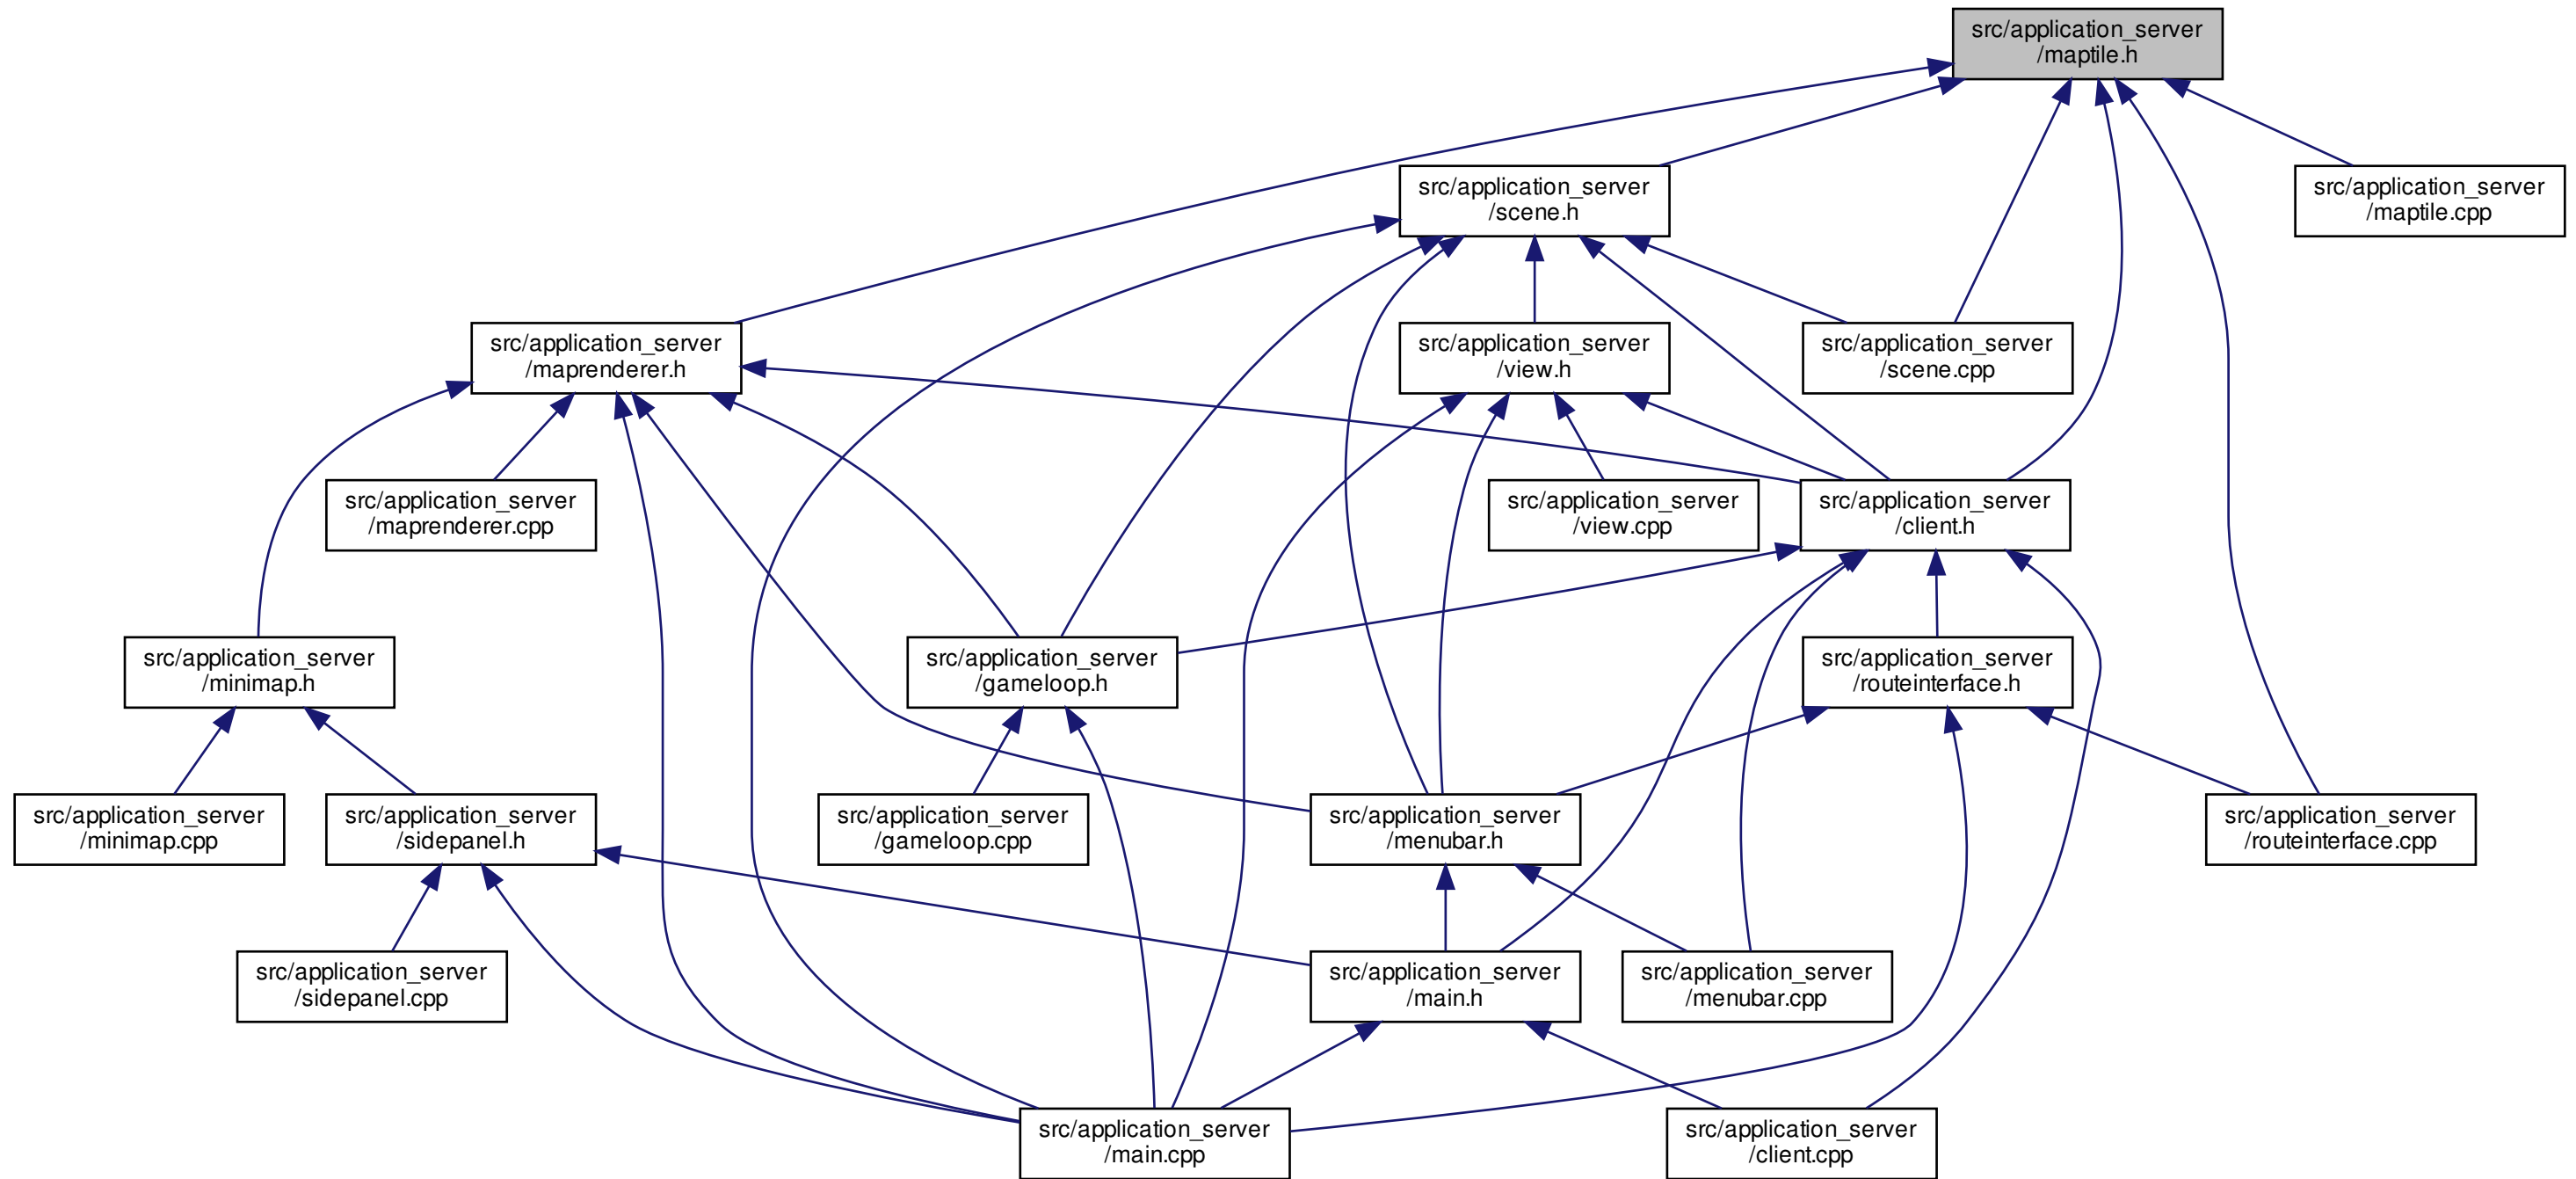 src/application_server
/maptile.h
src/application_server
/scene.h
src/application_server
/maptile.cpp
src/application_server
/maprenderer.h
src/application_server
/view.h
src/application_server
/scene.cpp
src/application_server
/maprenderer.cpp
src/application_server
/view.cpp
src/application_server
/client.h
src/application_server
/minimap.h
src/application_server
/gameloop.h
src/application_server
/routeinterface.h
src/application_server
/minimap.cpp
src/application_server
/sidepanel.h
src/application_server
/gameloop.cpp
src/application_server
/menubar.h
src/application_server
/routeinterface.cpp
src/application_server
/sidepanel.cpp
src/application_server
/main.h
src/application_server
/menubar.cpp
src/application_server
/main.cpp
src/application_server
/client.cpp